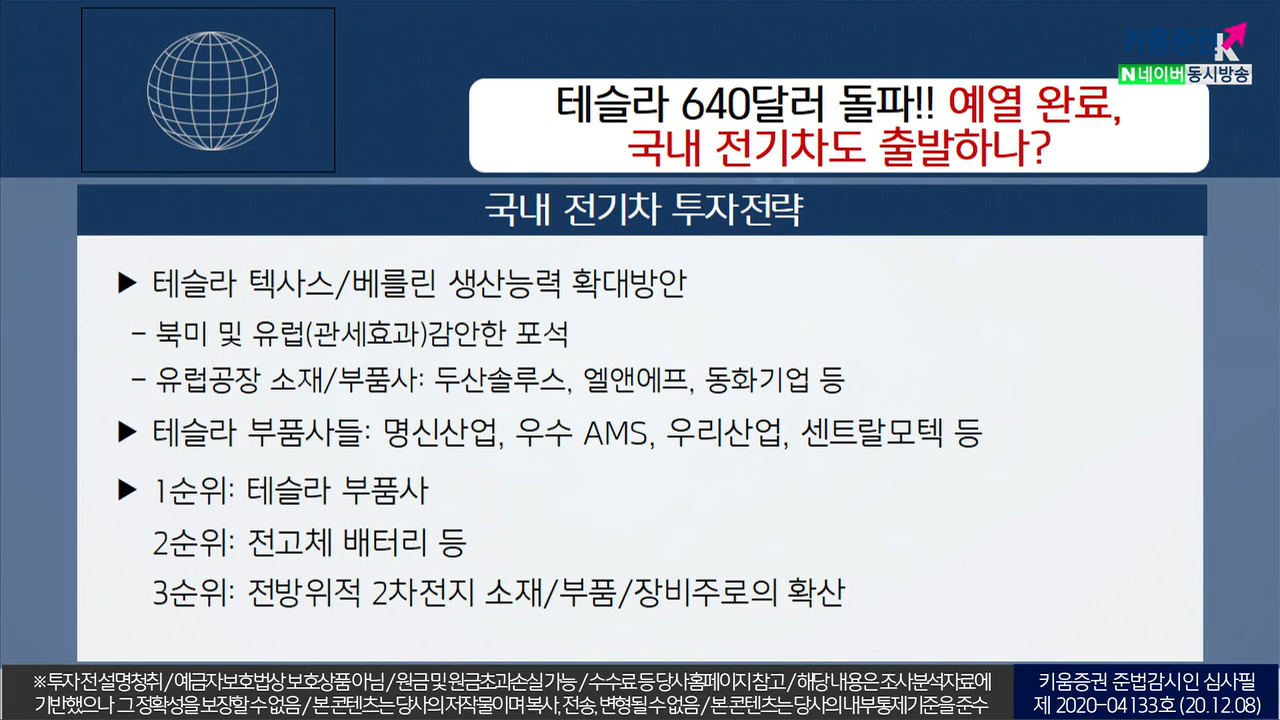 키움증권
N 네이버 동시방송
테슬라 640달러 돌파!! 예열 완료,
국내 전기차도 출발하나?
국내 전기차 투자전략
▶ 테슬라 텍사스/베를린 생산능력 확대방안
– 북미 및 유럽(관세효과)감안한 포석
– 유럽공장 소재/부품사: 두산솔루스, 엘앤에프, 동화기업 등
▶ 테슬라 부품사들: 명신산업, 우수 AMS, 우리산업, 센트랄모텍 등
▶ 1순위: 테슬라 부품사
2순위: 전고체 배터리 등
3순위: 전방위적 2차전지 소재/부품/장비주로의 확산
※ 투자 전 설명청취 / 예금자보호법상 보호상품 아님 / 원금 및 원금초과손실 가능 / 수수료 등 당사홈페이지 참고 / 해당 내용은 조사분석자료에
기반했으나 그 정확성을 보장할 수 없음 / 본 콘텐츠는 당사의 저작물이며 복사, 전송, 변형될 수 없음 / 본 콘텐츠는 당사의 내부통제기준을 준수
키움증권 준법감시인 심사필
제 2020-04133호 (20.12.08)